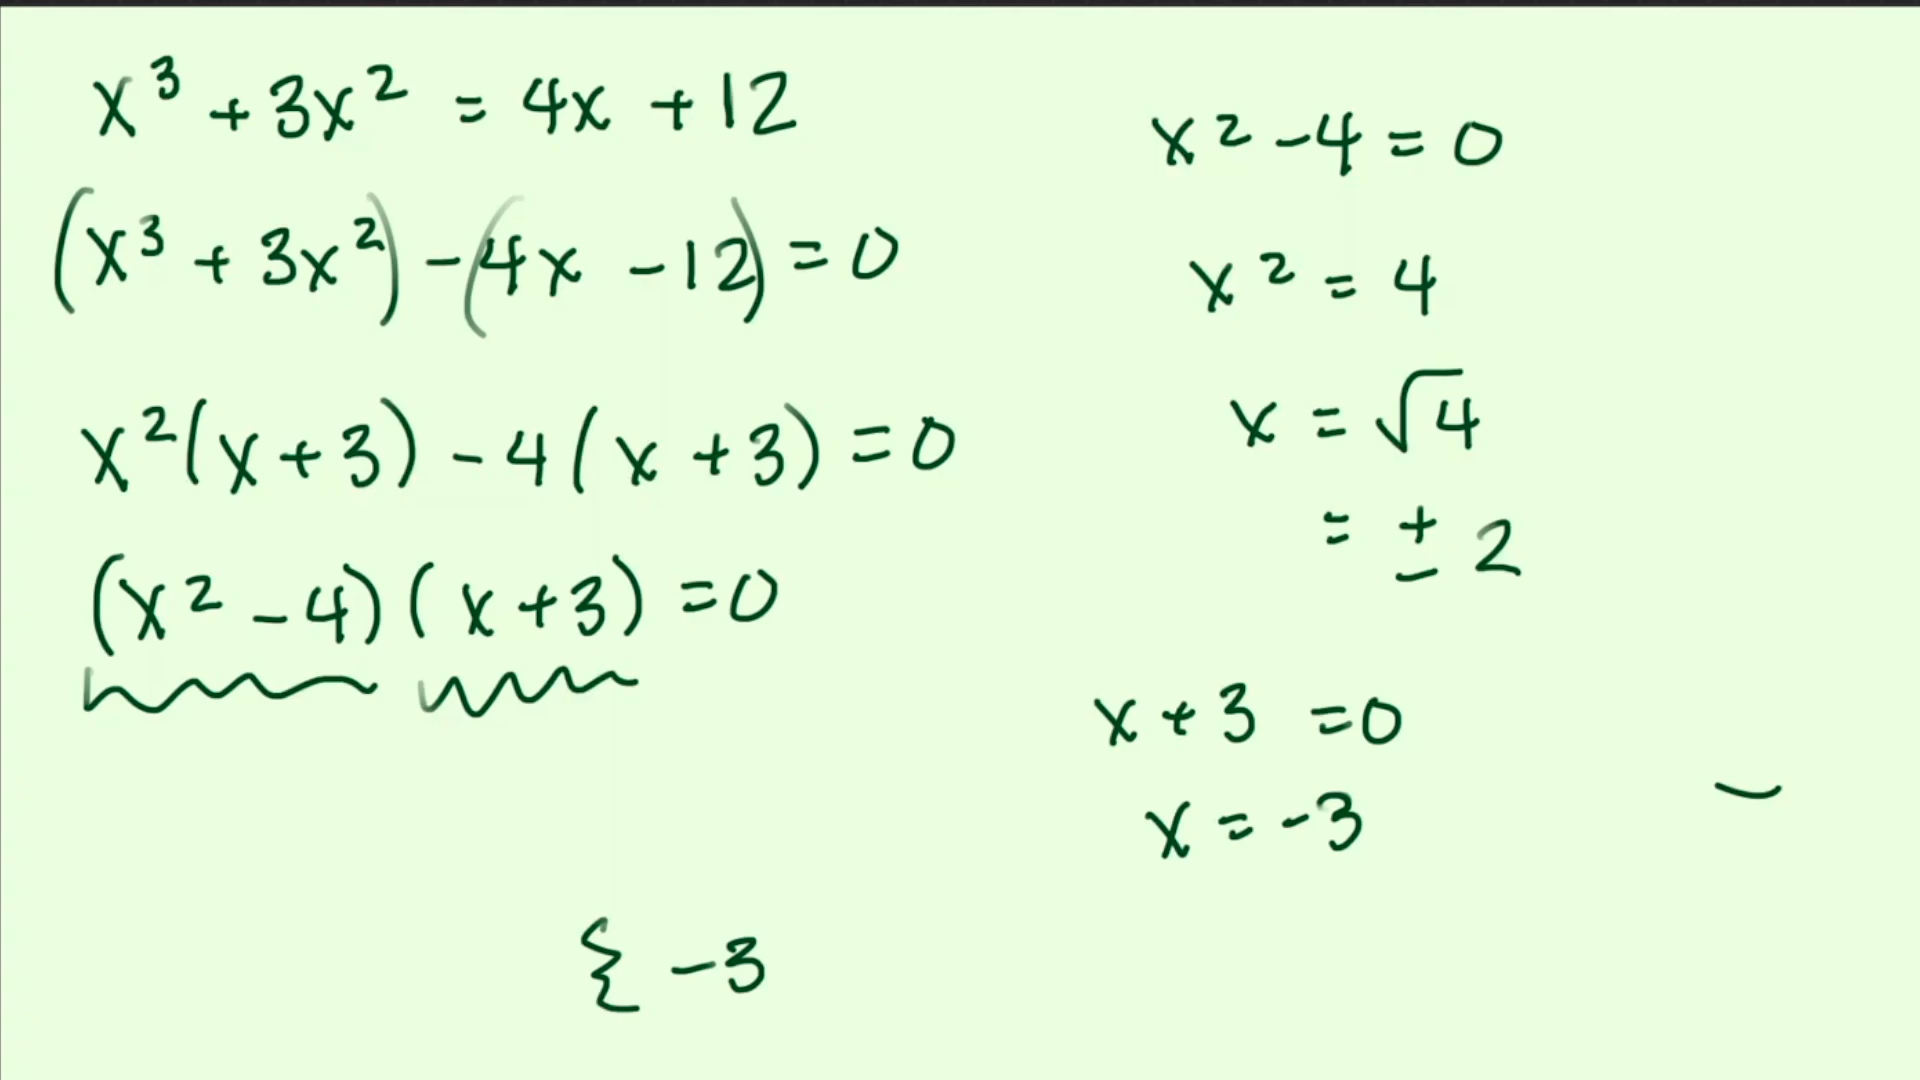 x³ + 3x² = 4x + 12
(x³ + 3x²) - (4x - 12) = 0
x²(x + 3) - 4(x + 3) = 0
(x² - 4)(x + 3) = 0
x² - 4 = 0
x² = 4
x = √4
= ± 2
x + 3 = 0
x = -3
{ -3